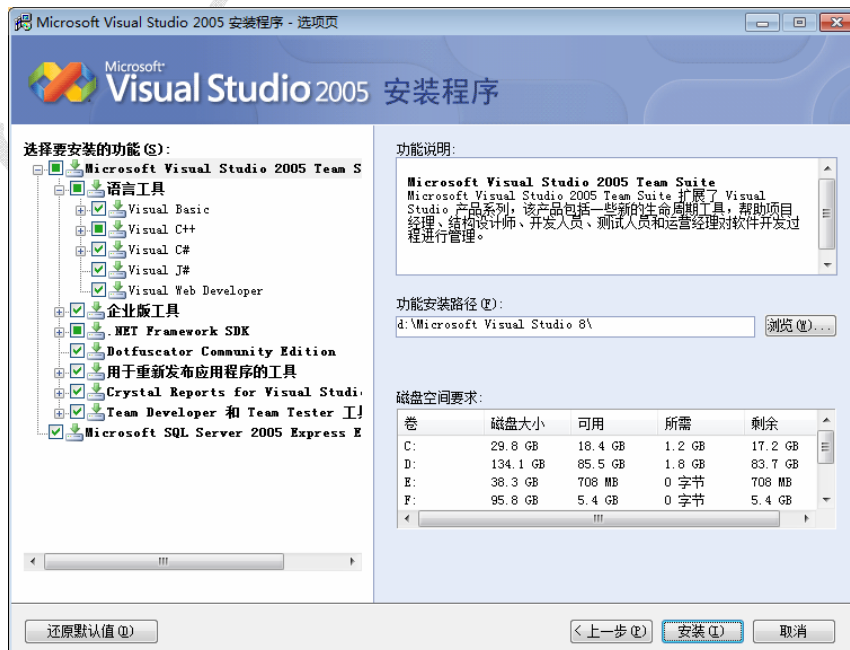 Microsoft Visual Studio 2005 安装程序 - 选项页
Microsoft
Visual Studio 2005 安装程序
选择要安装的功能(S):
Microsoft Visual Studio 2005 Team S
语言工具
Visual Basic
Visual C++
Visual C#
Visual J#
Visual Web Developer
企业版工具
.NET Framework SDK
Dotfuscator Community Edition
用于重新发布应用程序的工具
Crystal Reports for Visual Studi
Team Developer 和 Team Tester 工
Microsoft SQL Server 2005 Express E
功能说明:
Microsoft Visual Studio 2005 Team Suite
Microsoft Visual Studio 2005 Team Suite 扩展了 Visual
Studio 产品系列，该产品包括一些新的生命周期工具，帮助项目
经理、结构设计师、开发人员、测试人员和运营经理对软件开发过
程进行管理。
功能安装路径(F):
d:\Microsoft Visual Studio 8\
浏览(W)...
磁盘空间要求:
卷 磁盘大小 可用 所需 剩余
C: 29.8 GB 18.4 GB 1.2 GB 17.2 GB
D: 134.1 GB 85.5 GB 1.8 GB 83.7 GB
E: 38.3 GB 708 MB 0 字节 708 MB
F: 95.8 GB 5.4 GB 0 字节 5.4 GB
还原默认值(D)
< 上一步(P)
安装(I)
取消